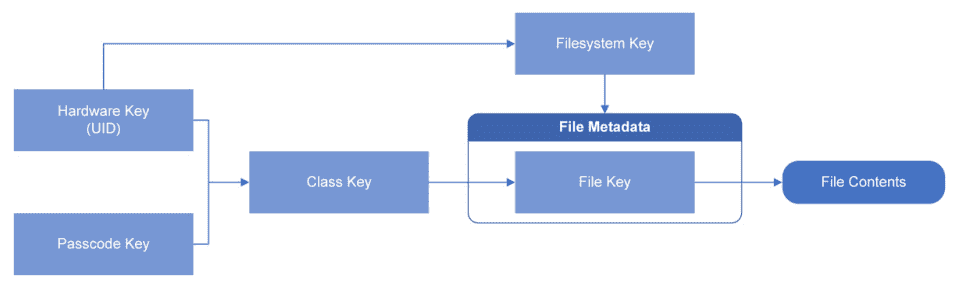 Filesystem Key
Hardware Key
(UID)
File Metadata
Class Key
File Key
File Contents
Passcode Key